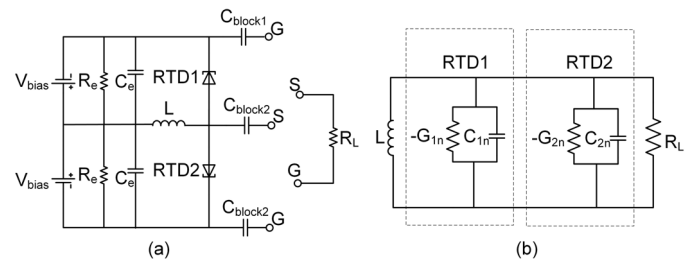 C_block1 G
V_bias R_e C_e RTD1
L C_block2 S
S
R_L
V_bias R_e C_e RTD2
G
C_block2 G
(a)
RTD1 RTD2
L -G_1n C_1n -G_2n C_2n R_L
(b)